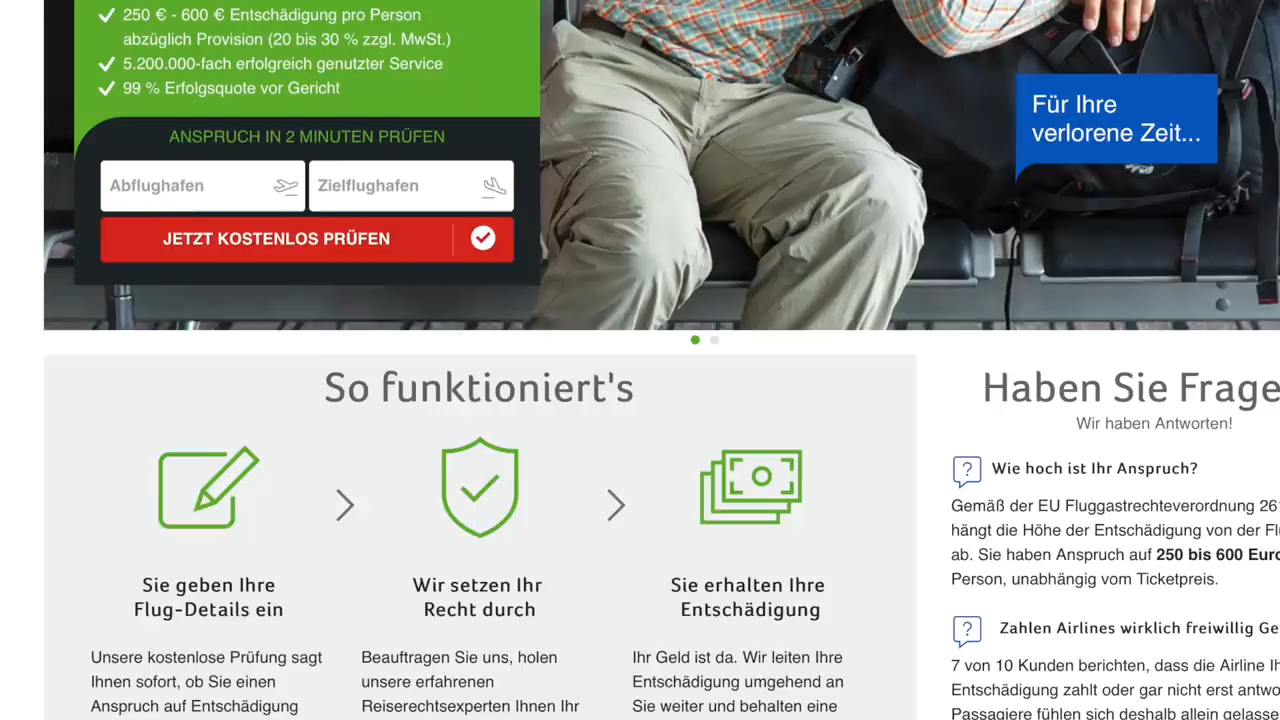 250 € - 600 € Entschädigung pro Person
abzüglich Provision (20 bis 30 % zzgl. MwSt.)
5.200.000-fach erfolgreich genutzter Service
99 % Erfolgsquote vor Gericht
ANSPRUCH IN 2 MINUTEN PRÜFEN
Abflughafen
Zielflughafen
JETZT KOSTENLOS PRÜFEN
Für Ihre
verlorene Zeit...
So funktioniert's
Sie geben Ihre
Flug-Details ein
Unsere kostenlose Prüfung sagt
Ihnen sofort, ob Sie einen
Anspruch auf Entschädigung
Wir setzen Ihr
Recht durch
Beauftragen Sie uns, holen
unsere erfahrenen
Reiserechtsexperten Ihnen Ihr
Sie erhalten Ihre
Entschädigung
Ihr Geld ist da. Wir leiten Ihre
Entschädigung umgehend an
Sie weiter und behalten eine
Haben Sie Frage
Wir haben Antworten!
Wie hoch ist Ihr Anspruch?
Gemäß der EU Fluggastrechteverordnung 26
hängt die Höhe der Entschädigung von der Fl
ab. Sie haben Anspruch auf 250 bis 600 Euro
Person, unabhängig vom Ticketpreis.
Zahlen Airlines wirklich freiwillig Ge
7 von 10 Kunden berichten, dass die Airline Ih
Entschädigung zahlt oder gar nicht erst antwo
Passagiere fühlen sich deshalb allein gelasse